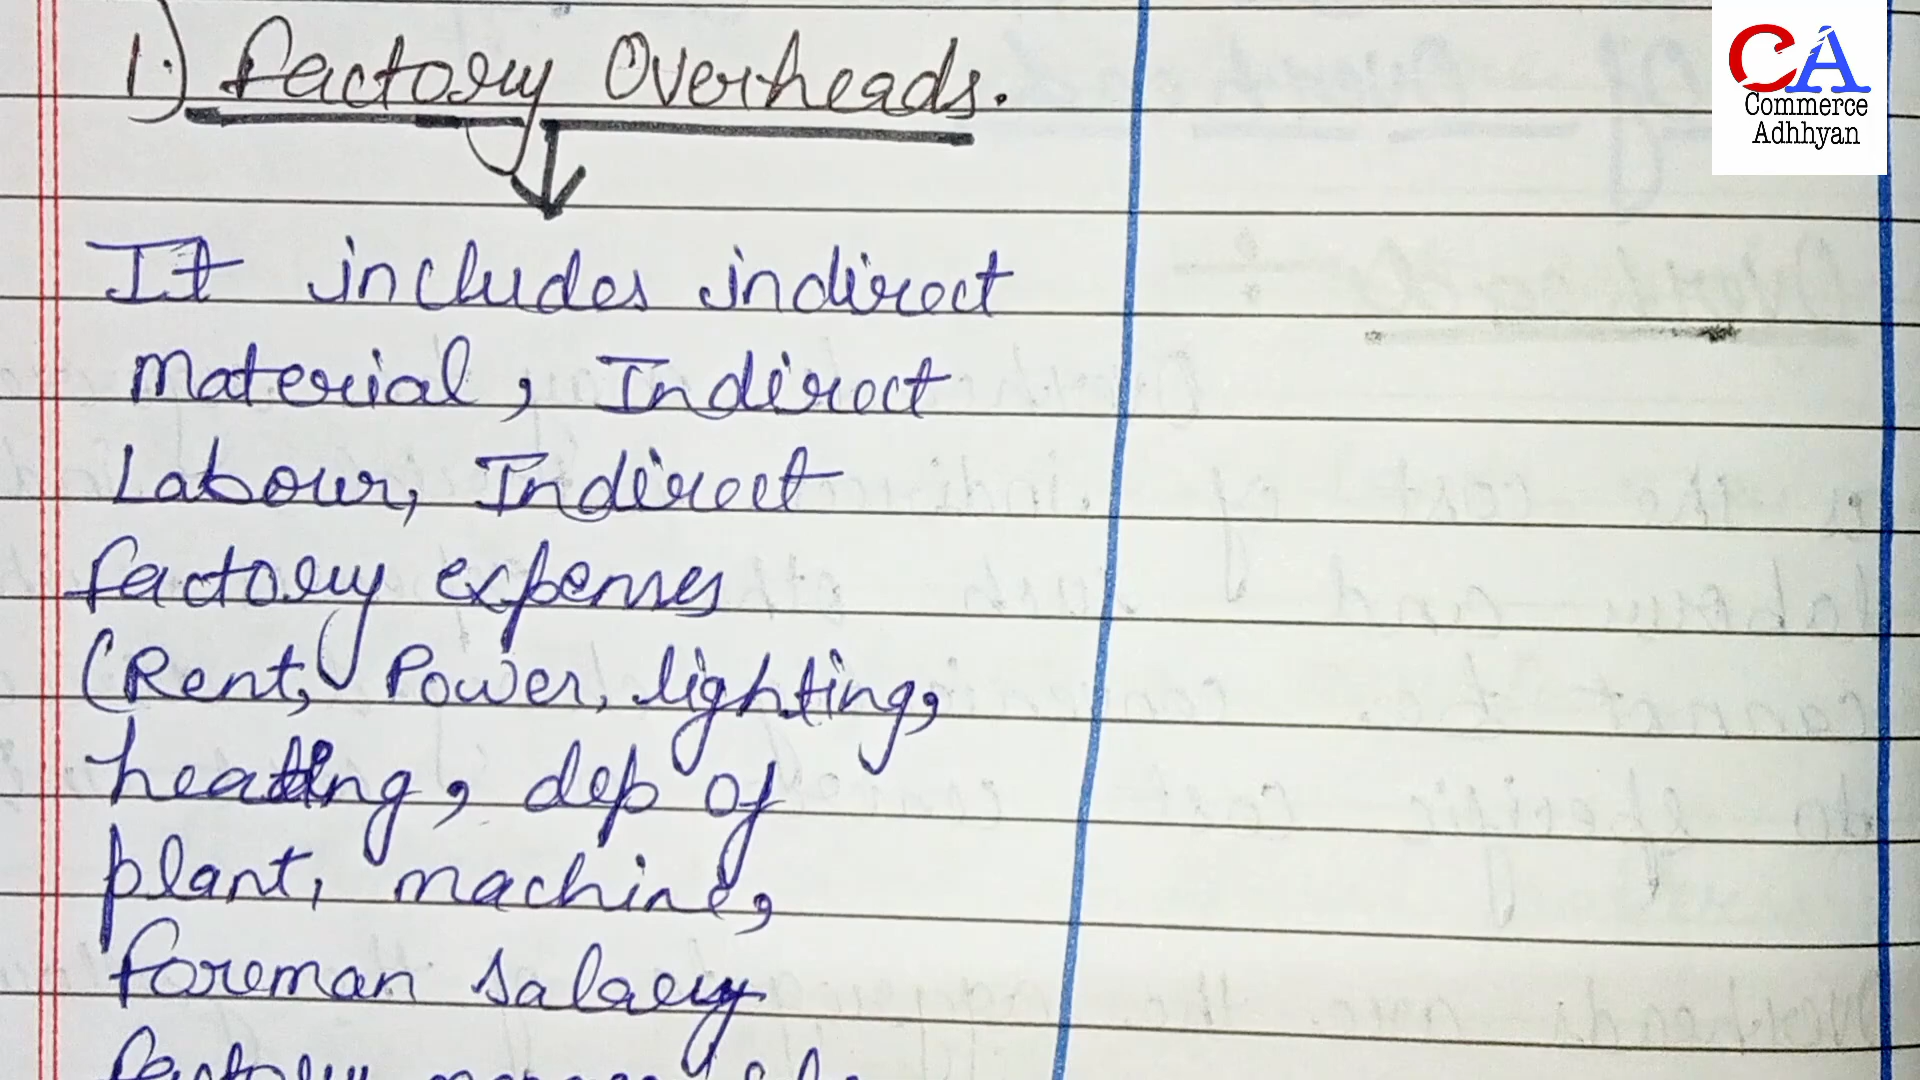 1.) Factory Overheads.
It includes indirect
Material, Indirect
Labour, Indirect
factory expenses
(Rent, Power, lighting,
heating, dep of
plant, machine,
foreman salary
factory
CA
Commerce
Adhhyan